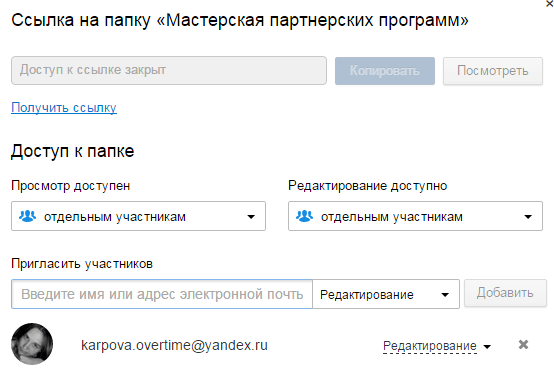 Ссылка на папку «Мастерская партнерских программ»
Доступ к ссылке закрыт Копировать Посмотреть
Получить ссылку
Доступ к папке
Просмотр доступен Редактирование доступно
отдельным участникам отдельным участникам
Пригласить участников
Введите имя или адрес электронной почть Редактирование Добавить
karpova.overtime@yandex.ru Редактирование